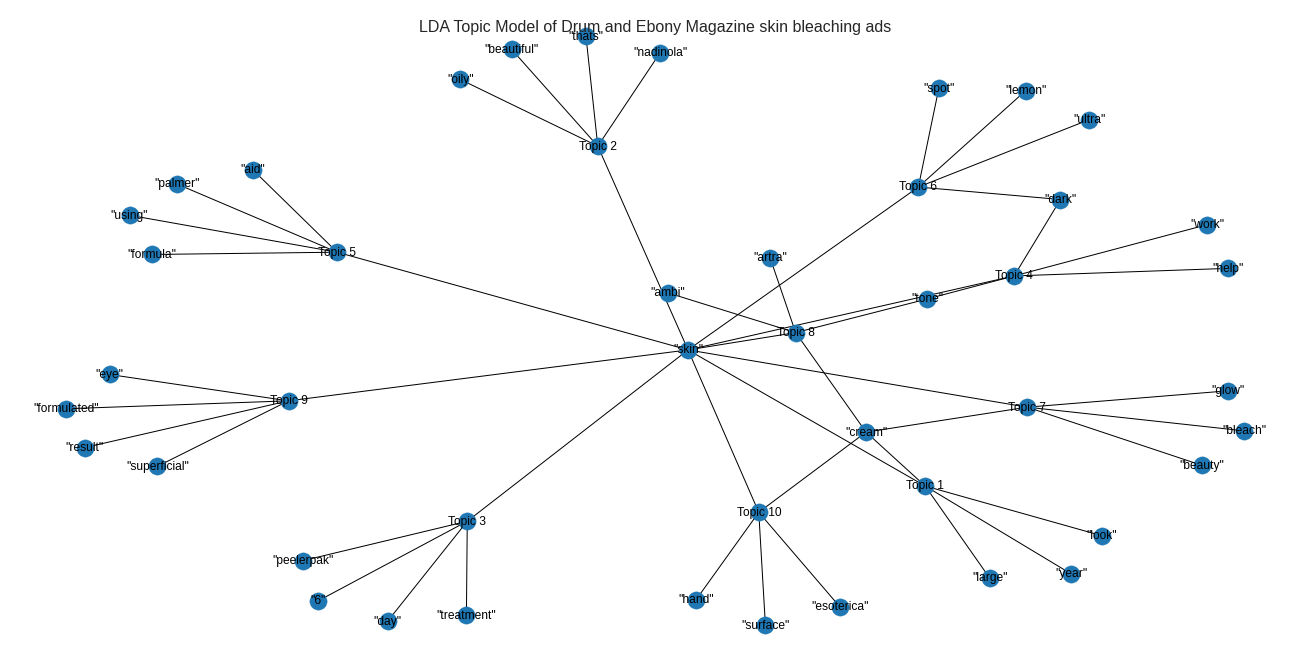 LDA Topic Model of Drum and Ebony Magazine skin bleaching ads
"thats"
"beautiful"
"nadinola"
"oily"
Topic 2
"spot"
"lemon"
"ultra"
Topic 6
"dark"
"aid"
"palmer"
"using"
"formula"
Topic 5
"work"
"help"
Topic 4
"tone"
"artra"
"ambi"
Topic 8
"skin"
"eye"
"formulated"
"result"
"superficial"
Topic 9
"glow"
Topic 7
"bleach"
"beauty"
"cream"
Topic 1
"look"
"year"
"large"
Topic 10
"hand"
"surface"
"esoterica"
Topic 3
"peelerpak"
"6"
"day"
"treatment"